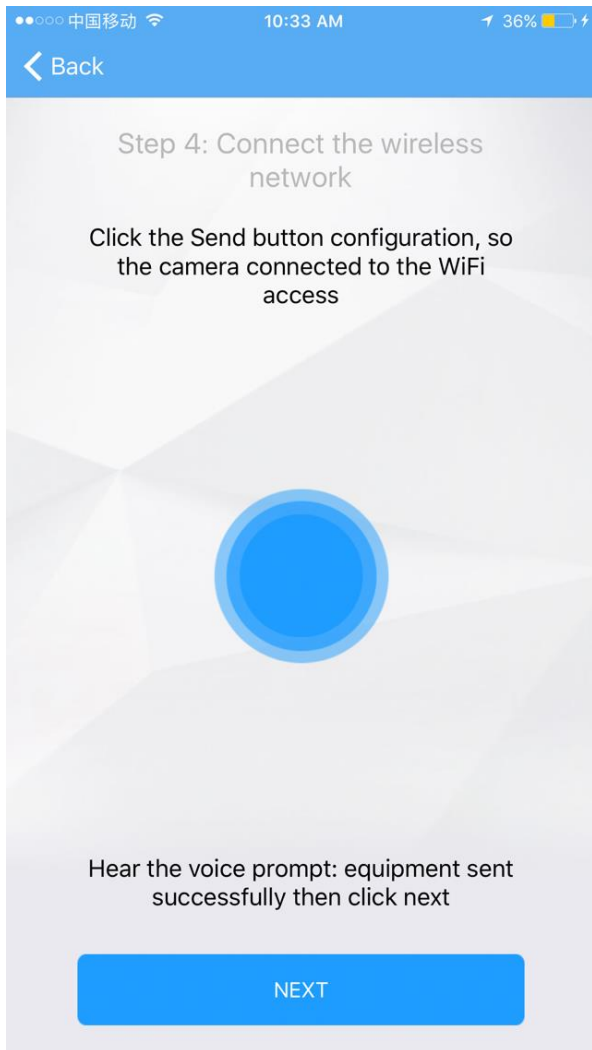 中国移动 10:33 AM 36%
Back
Step 4: Connect the wireless
network
Click the Send button configuration, so
the camera connected to the WiFi
access
Hear the voice prompt: equipment sent
successfully then click next
NEXT